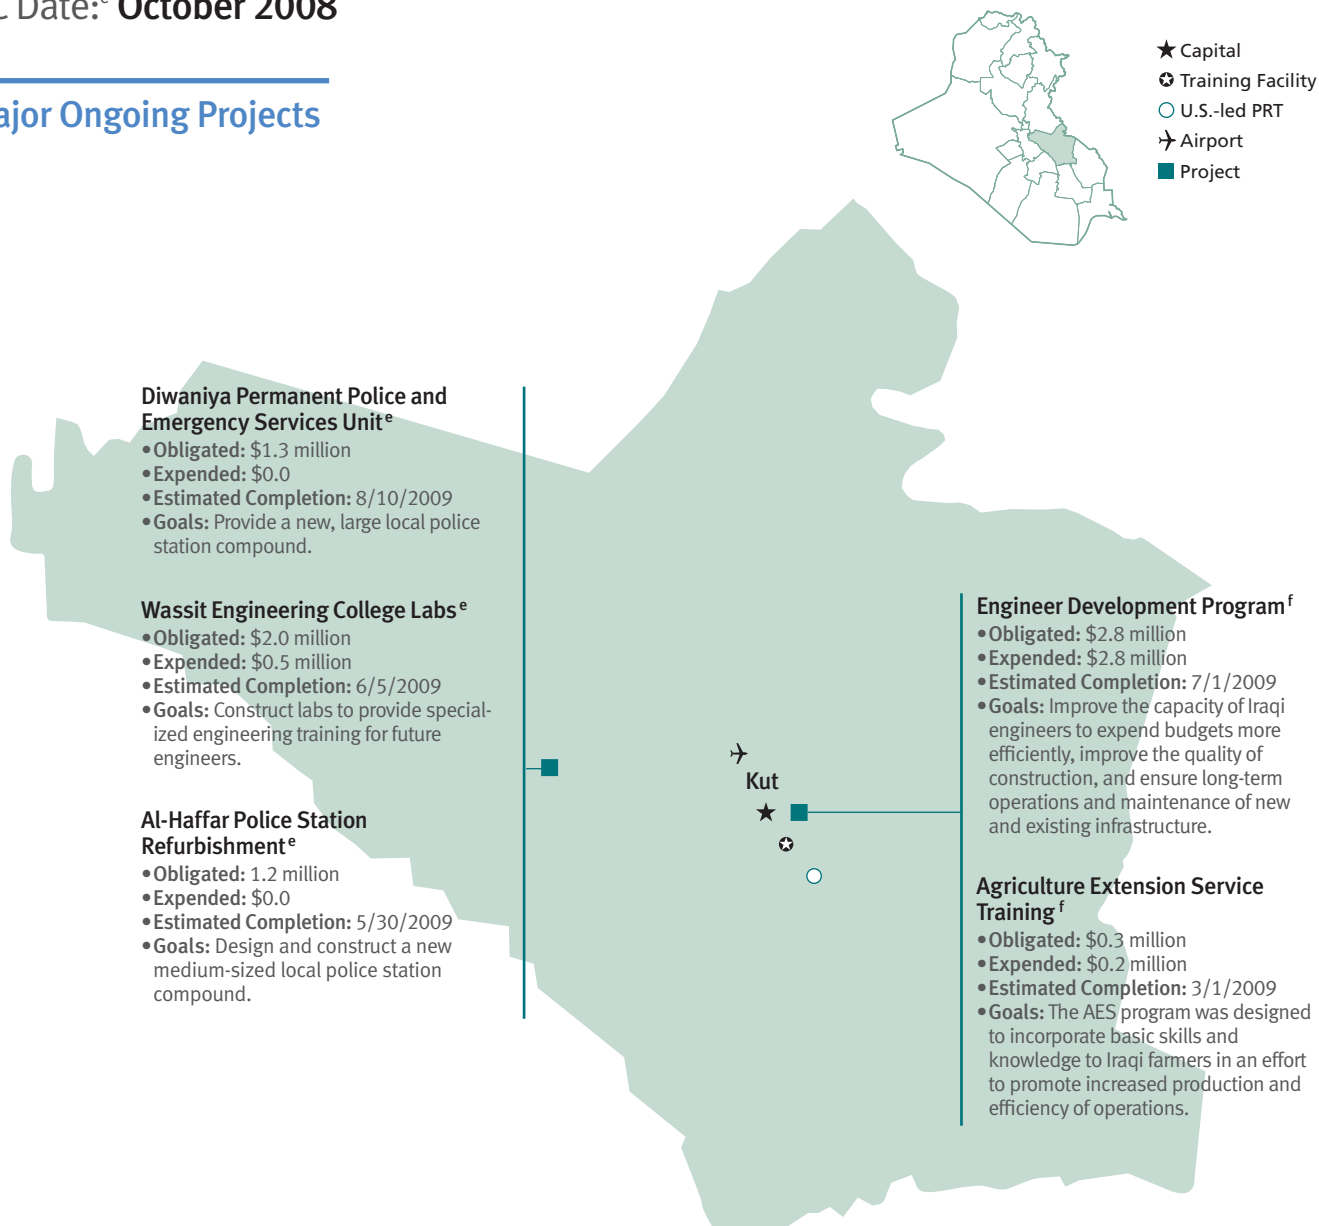 C Date:ᵉ October 2008
ajor Ongoing Projects
Capital
Training Facility
U.S.-led PRT
Airport
Project
Diwaniya Permanent Police and
Emergency Services Unit e
• Obligated: $1.3 million
• Expended: $0.0
• Estimated Completion: 8/10/2009
• Goals: Provide a new, large local police
station compound.
Wassit Engineering College Labs e
• Obligated: $2.0 million
• Expended: $0.5 million
• Estimated Completion: 6/5/2009
• Goals: Construct labs to provide special-
ized engineering training for future
engineers.
Al-Haffar Police Station
Refurbishment e
• Obligated: 1.2 million
• Expended: $0.0
• Estimated Completion: 5/30/2009
• Goals: Design and construct a new
medium-sized local police station
compound.
Kut
Engineer Development Program f
• Obligated: $2.8 million
• Expended: $2.8 million
• Estimated Completion: 7/1/2009
• Goals: Improve the capacity of Iraqi
engineers to expend budgets more
efficiently, improve the quality of
construction, and ensure long-term
operations and maintenance of new
and existing infrastructure.
Agriculture Extension Service
Training f
• Obligated: $0.3 million
• Expended: $0.2 million
• Estimated Completion: 3/1/2009
• Goals: The AES program was designed
to incorporate basic skills and
knowledge to Iraqi farmers in an effort
to promote increased production and
efficiency of operations.